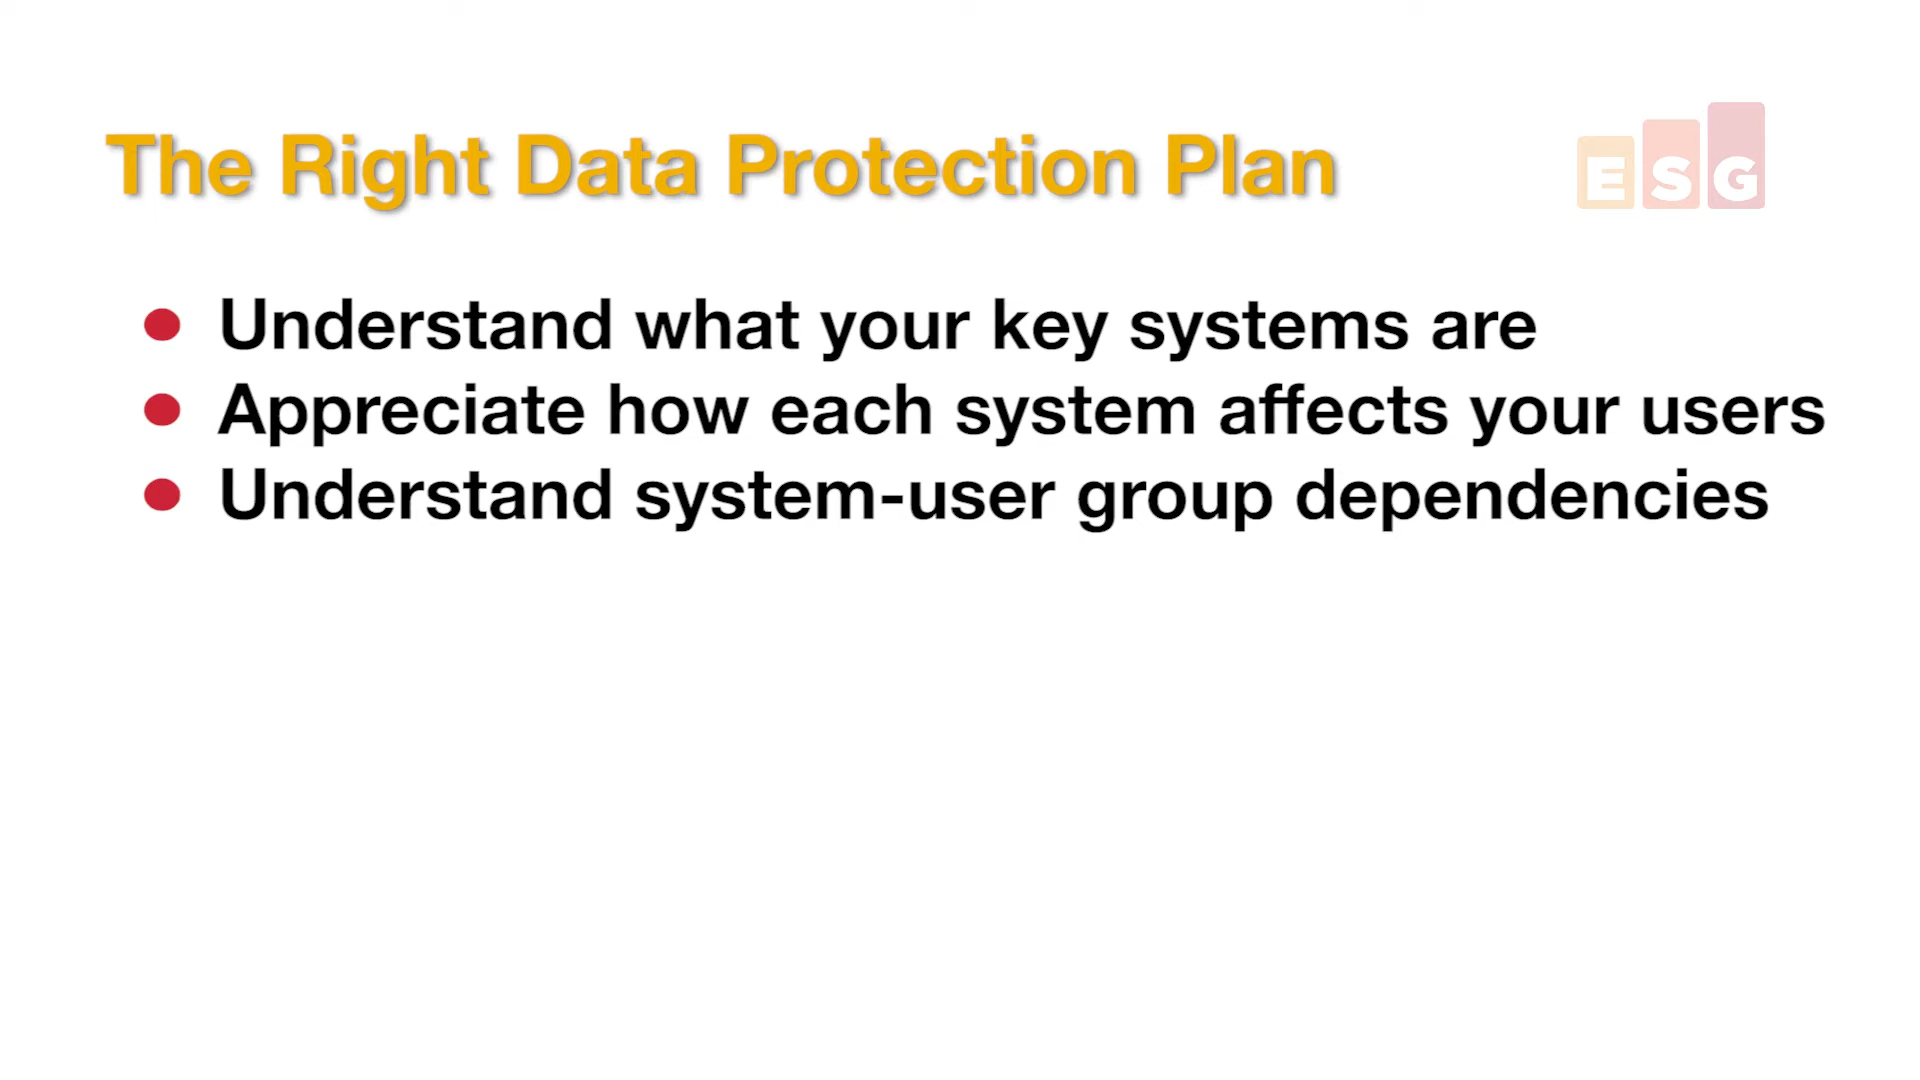 The Right Data Protection Plan
ESG
Understand what your key systems are
Appreciate how each system affects your users
Understand system-user group dependencies